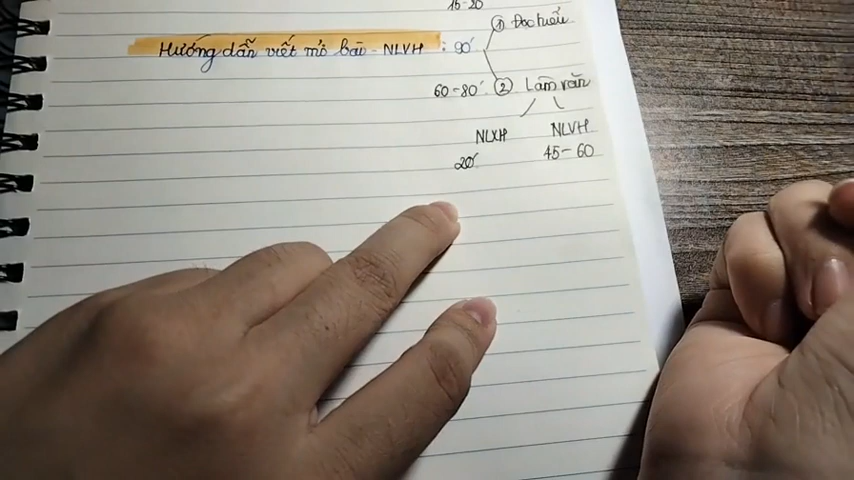 15-20
① Đọc hiểu
Hướng dẫn viết mở bài - NLVH : 90'
60-80' ② Làm văn
NLXH NLVH
20' 45-60